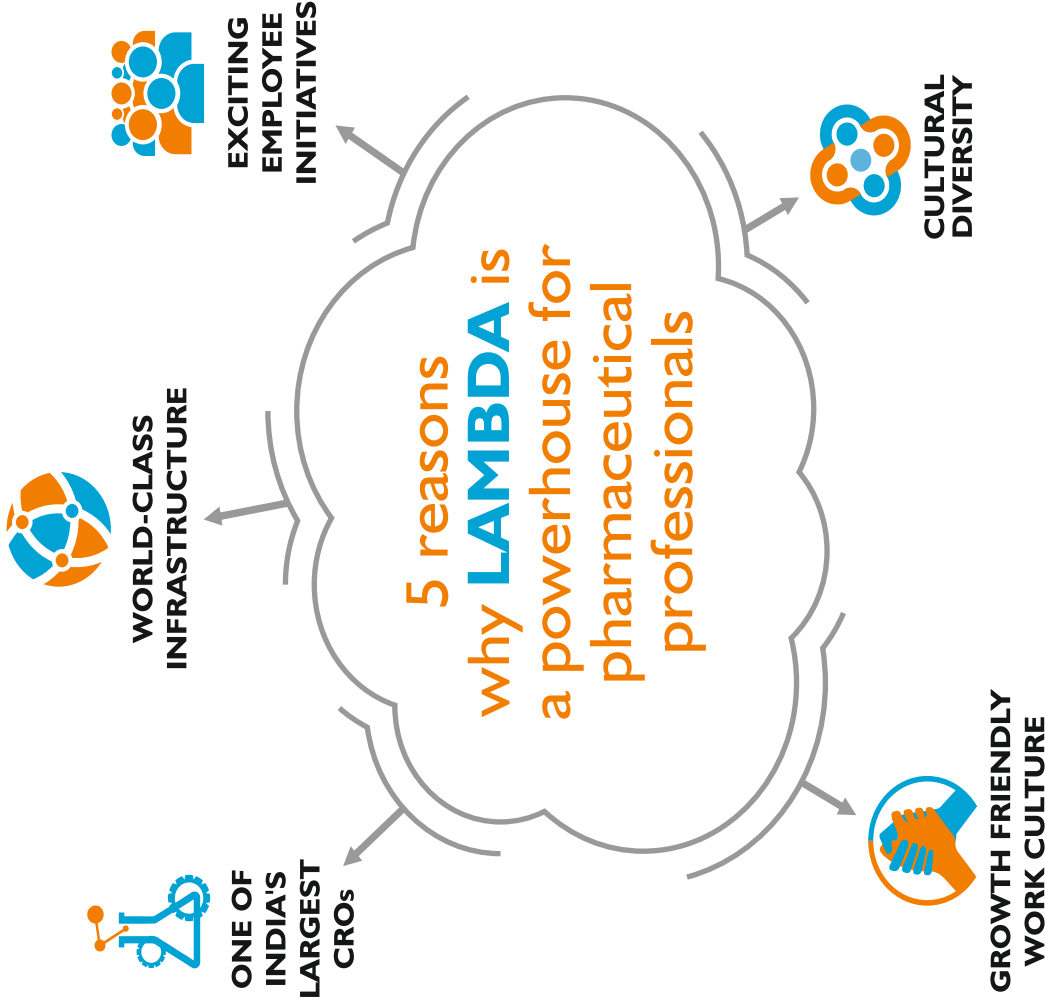 5 reasons
why LAMBDA is
a powerhouse for
pharmaceutical
professionals
ONE OF
INDIA'S
LARGEST
CROs
WORLD-CLASS
INFRASTRUCTURE
EXCITING
EMPLOYEE
INITIATIVES
GROWTH FRIENDLY
WORK CULTURE
CULTURAL
DIVERSITY